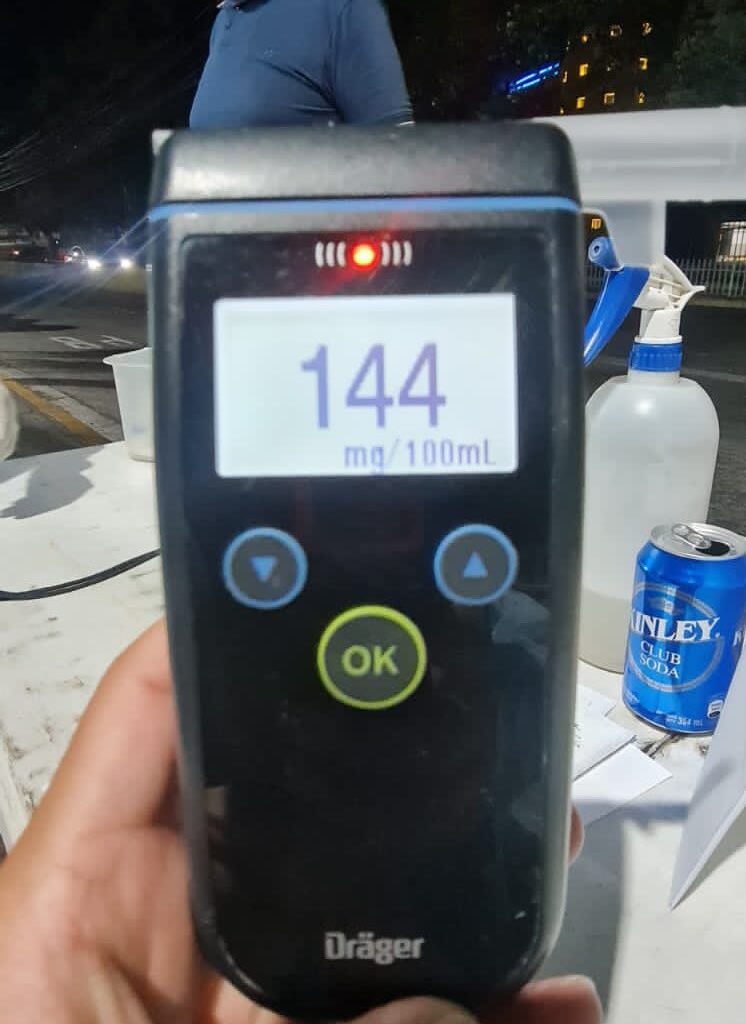 144
mg/100mL
OK
KINLEY
CLUB
SODA
Dräger